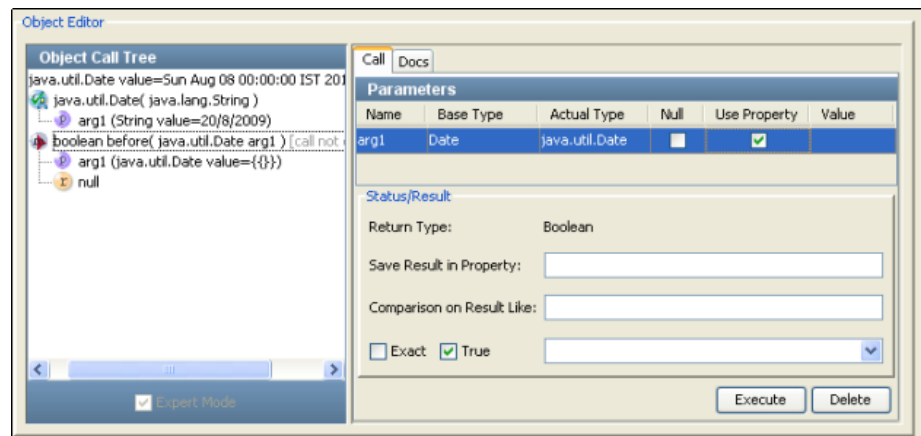 Object Editor
Object Call Tree
java.util.Date value=Sun Aug 08 00:00:00 IST 201
java.util.Date( java.lang.String )
P arg1 (String value=20/8/2009)
boolean before( java.util.Date arg1 ) [call not
P arg1 (java.util.Date value={{}})
r null
Expert Mode
Call Docs
Parameters
Name Base Type Actual Type Null Use Property Value
arg1 Date java.util.Date
Status/Result
Return Type: Boolean
Save Result in Property:
Comparison on Result Like:
Exact True
Execute Delete